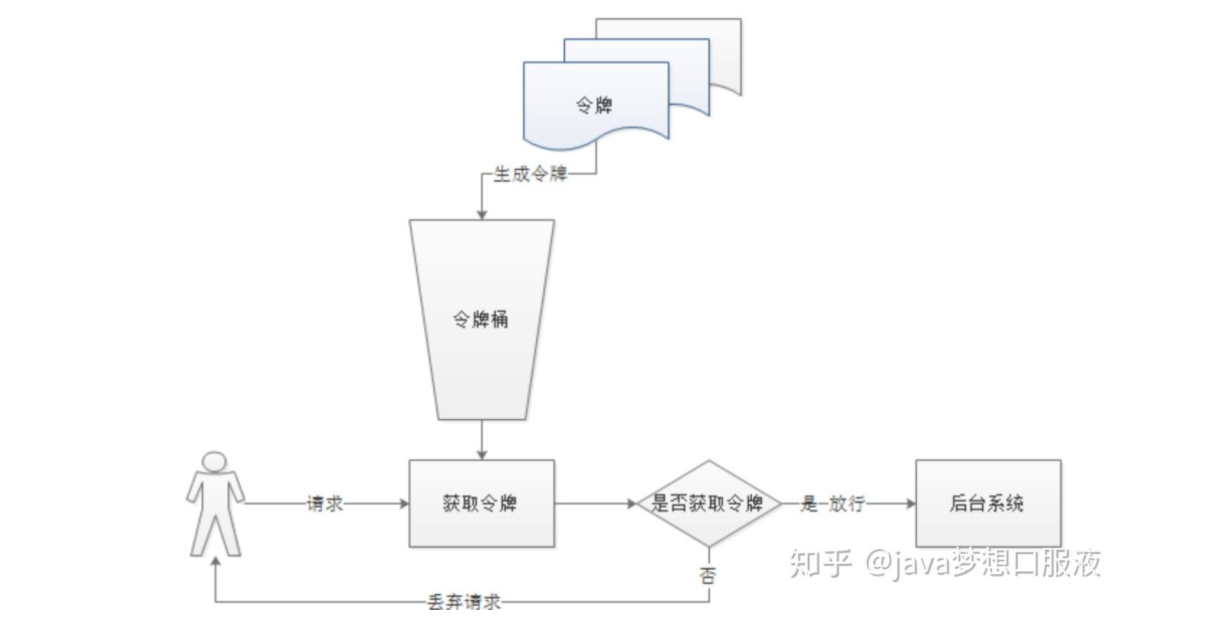 令牌
生成令牌
令牌桶
请求
获取令牌
是否获取令牌
是-放行
后台系统
知乎 @java梦想口服液
否
丢弃请求